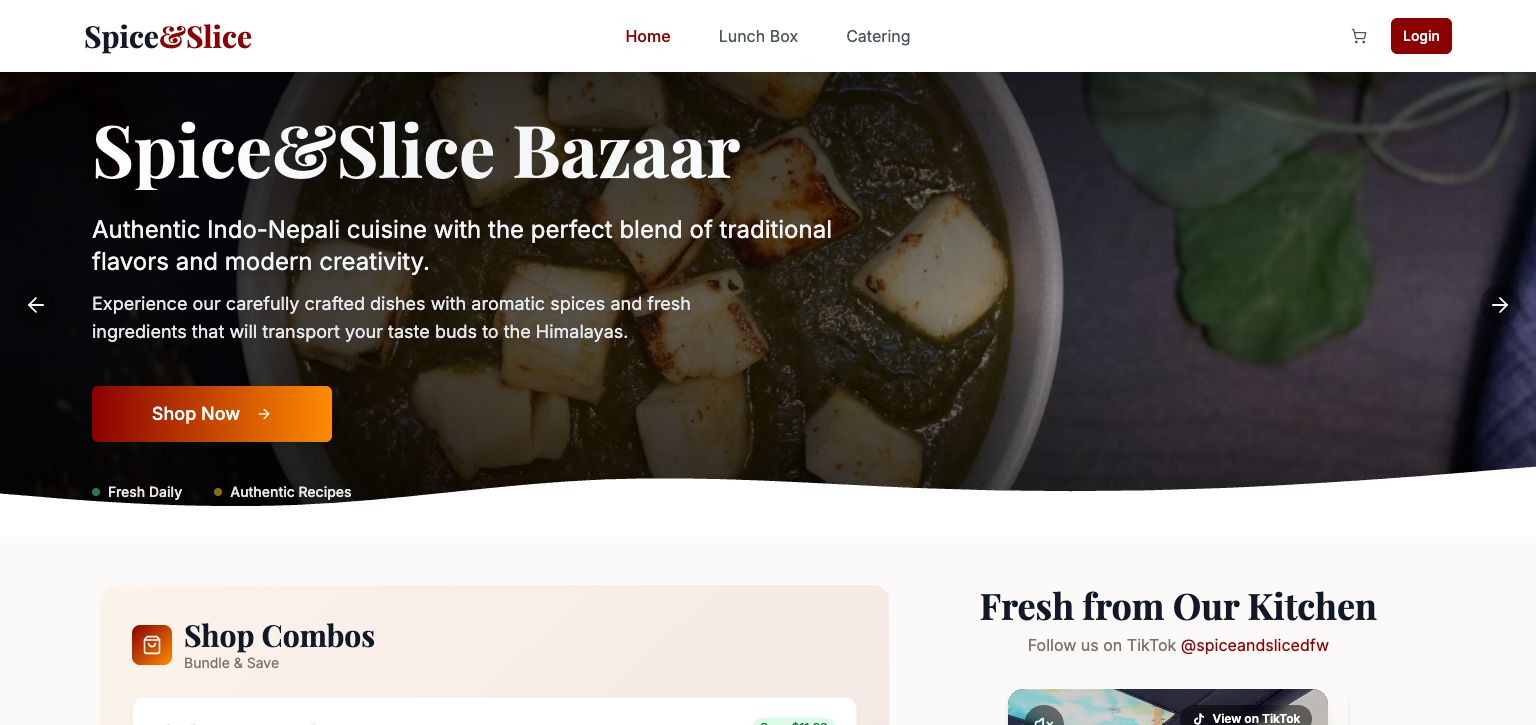 Spice&Slice
Home
Lunch Box
Catering
Login
Spice&Slice Bazaar
Authentic Indo-Nepali cuisine with the perfect blend of traditional
flavors and modern creativity.
Experience our carefully crafted dishes with aromatic spices and fresh
ingredients that will transport your taste buds to the Himalayas.
Shop Now
Fresh Daily
Authentic Recipes
Shop Combos
Bundle & Save
Fresh from Our Kitchen
Follow us on TikTok @spiceandslicedfw
View on TikTok